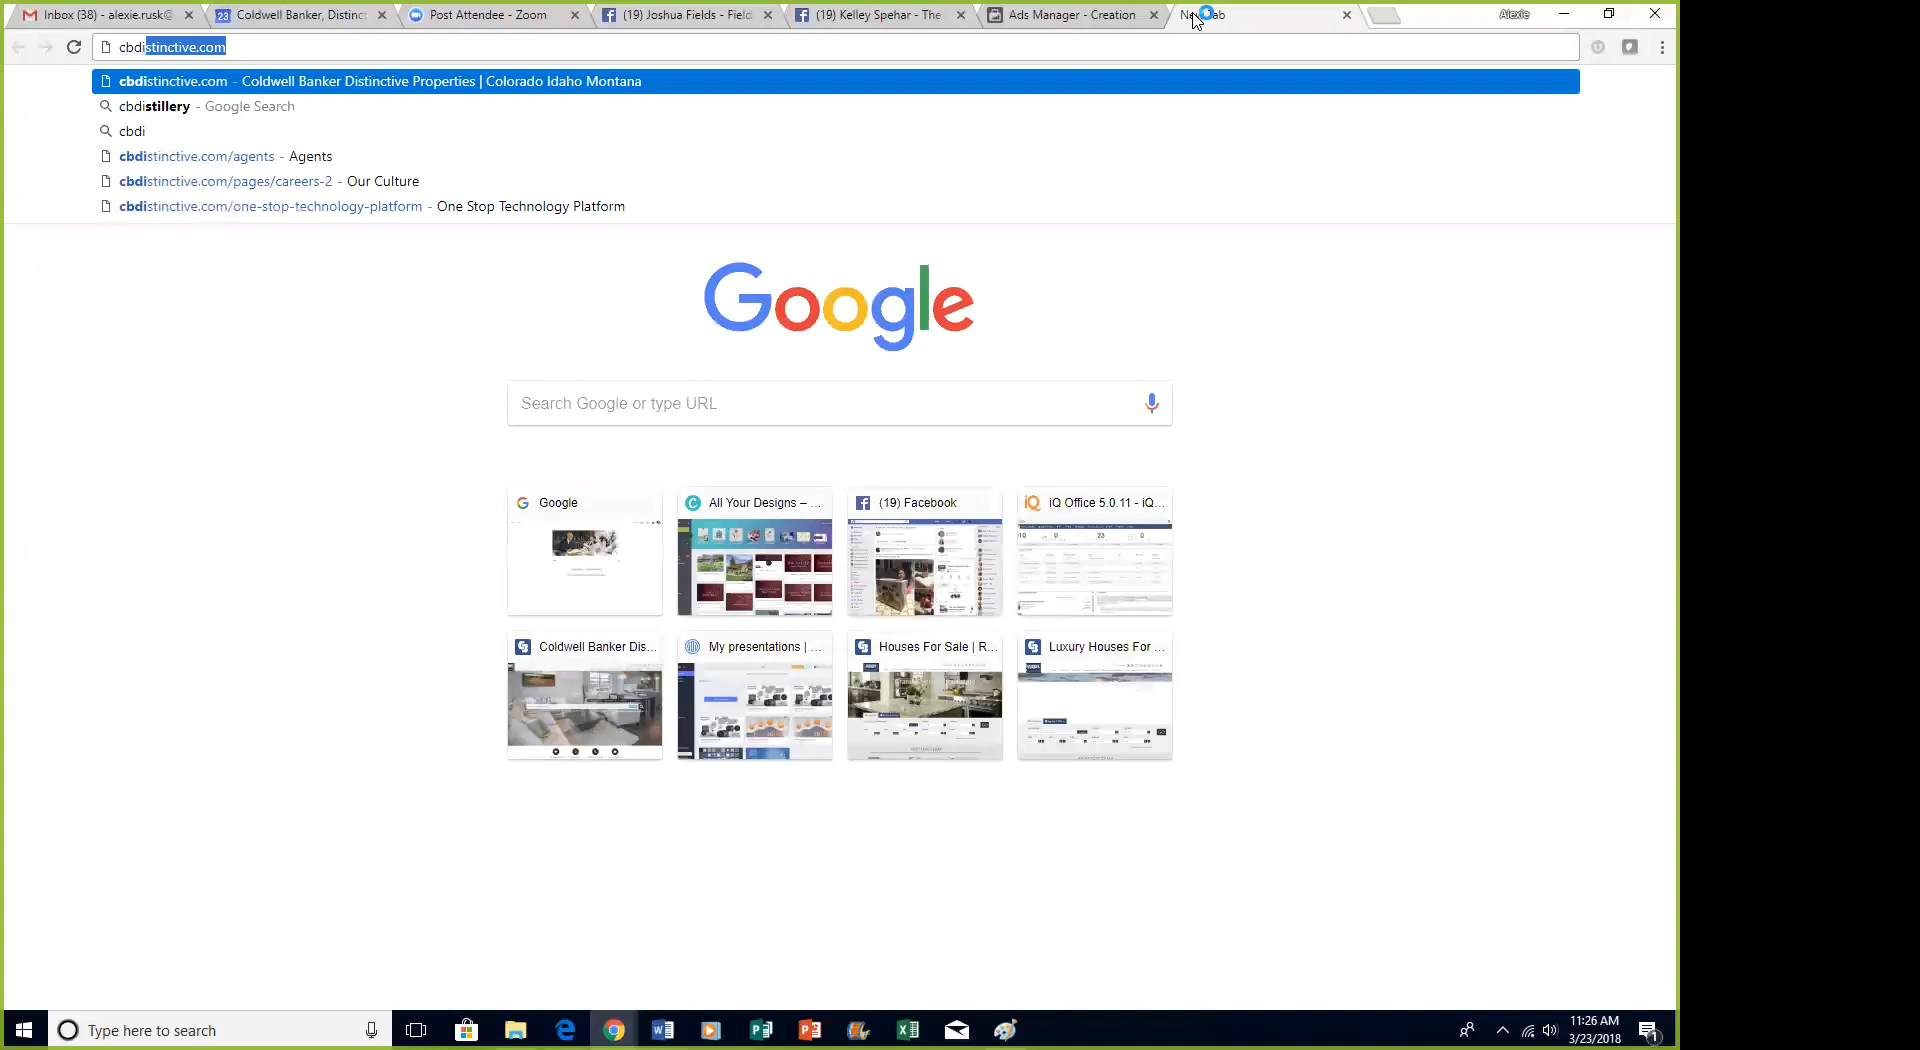 Inbox (38) - alexie.rusk@
Coldwell Banker, Distinc
Post Attendee - Zoom
(19) Joshua Fields - Field
(19) Kelley Spehar - The
Ads Manager - Creation
Alexie
cbdistinctive.com
cbdistinctive.com - Coldwell Banker Distinctive Properties | Colorado Idaho Montana
cbdistillery - Google Search
cbdi
cbdistinctive.com/agents - Agents
cbdistinctive.com/pages/careers-2 - Our Culture
cbdistinctive.com/one-stop-technology-platform - One Stop Technology Platform
Google
Search Google or type URL
Google
All Your Designs – ...
(19) Facebook
iQ Office 5.0.11 - iQ...
Coldwell Banker Dis...
My presentations | ...
Houses For Sale | R...
Luxury Houses For ...
Type here to search
11:26 AM
3/23/2018
1